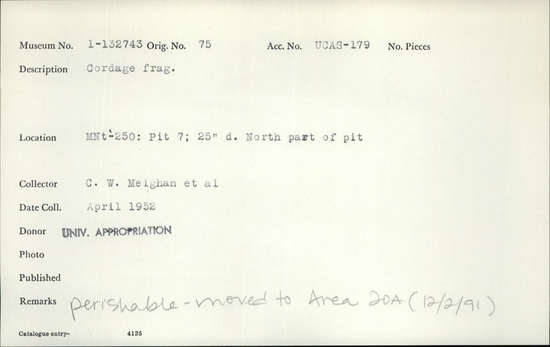 Museum No. 1-132743 Orig. No. 75 Acc. No. UCAS-179 No. Pieces
Description Cordage frag.
Location MNt-250: Pit 7; 25" d. North part of pit
Collector C. W. Meighan et al
Date Coll. April 1952
Donor UNIV. APPROPRIATION
Photo
Published
Remarks perishable - moved to Area 20A (12/2/91)
Catalogue entry- 4135